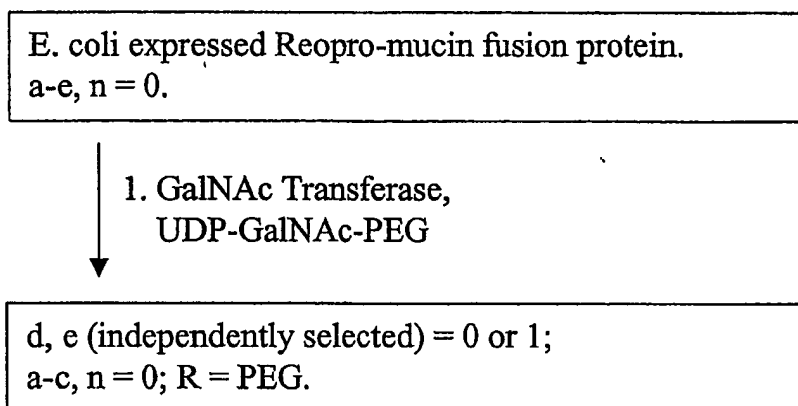 E. coli expressed Reopro-mucin fusion protein.
a-e, n = 0.
1. GalNAc Transferase,
UDP-GalNAc-PEG
d, e (independently selected) = 0 or 1;
a-c, n = 0; R = PEG.